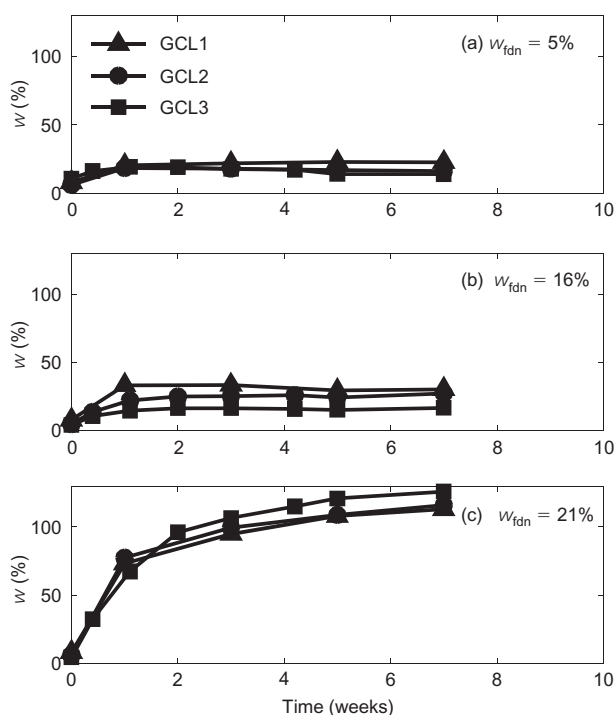 100
50
0
w (%)
GCL1
GCL2
GCL3
(a) wfdn = 5%
0 2 4 6 8 10
100
50
0
w (%)
(b) wfdn = 16%
0 2 4 6 8 10
100
50
0
w (%)
(c) wfdn = 21%
0 2 4 6 8 10
Time (weeks)